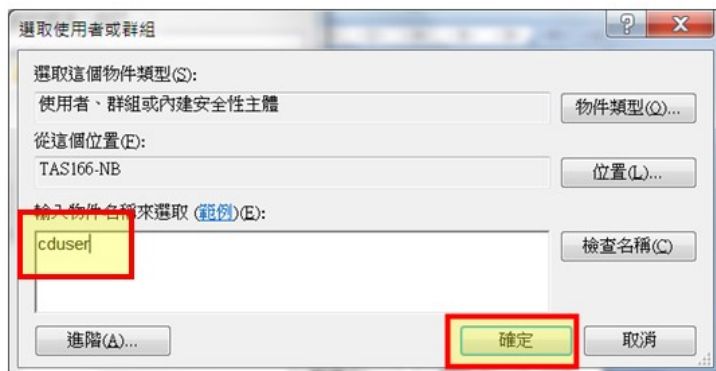 選取使用者或群組
選取這個物件類型(S):
使用者、群組或內建安全性主體
物件類型(O)...
從這個位置(F):
TAS166-NB
位置(L)...
輸入物件名稱來選取 (範例)(E):
cduser
檢查名稱(C)
進階(A)...
確定
取消